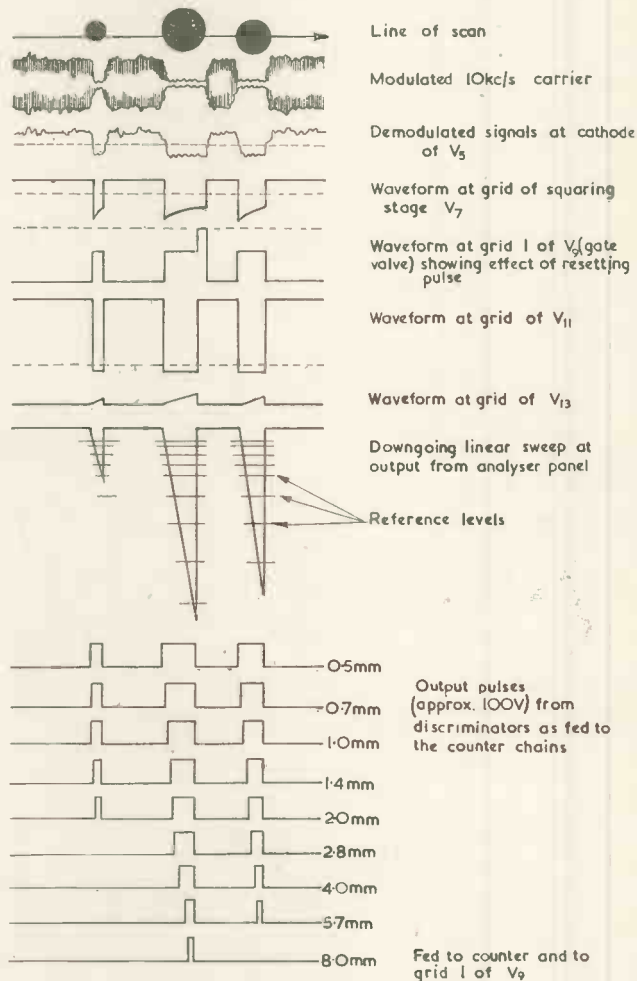 Line of scan
Modulated 10kc/s carrier
Demodulated signals at cathode
of V5
Waveform at grid of squaring
stage V7
Waveform at grid 1 of V9(gate
valve) showing effect of resetting
pulse
Waveform at grid of V11
Waveform at grid of V13
Downgoing linear sweep at
output from analyser panel
Reference levels
0·5mm
Output pulses
(approx. 100V) from
discriminators as fed to
the counter chains
0·7mm
1·0mm
1·4mm
2·0mm
2·8mm
4·0mm
5·7mm
8·0mm
Fed to counter and to
grid 1 of V9